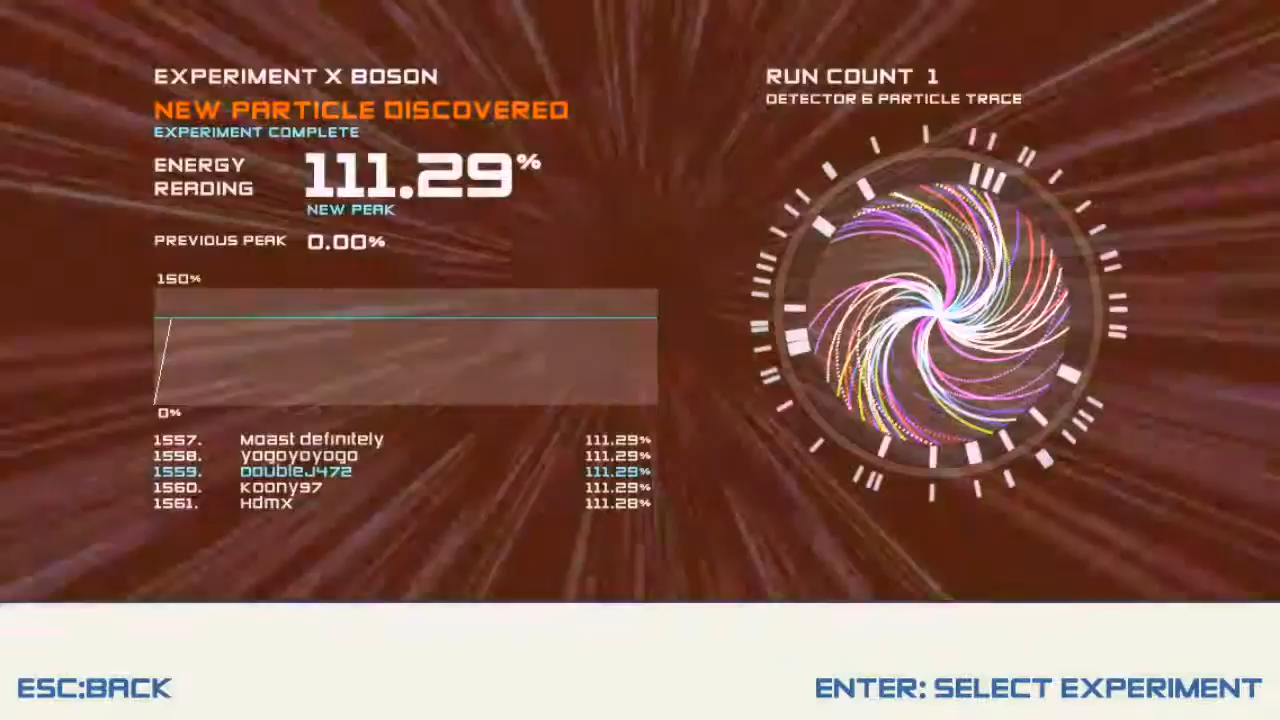 EXPERIMENT X BOSON
NEW PARTICLE DISCOVERED
EXPERIMENT COMPLETE
ENERGY READING 111.29%
NEW PEAK
PREVIOUS PEAK 0.00%
150%
0%
1557. Moast definitely 111.29%
1558. yogoyoyogo 111.29%
1559. DoubleJ472 111.29%
1560. Koony97 111.29%
1561. HdmX 111.28%
RUN COUNT 1
DETECTOR 6 PARTICLE TRACE
ESC:BACK
ENTER: SELECT EXPERIMENT